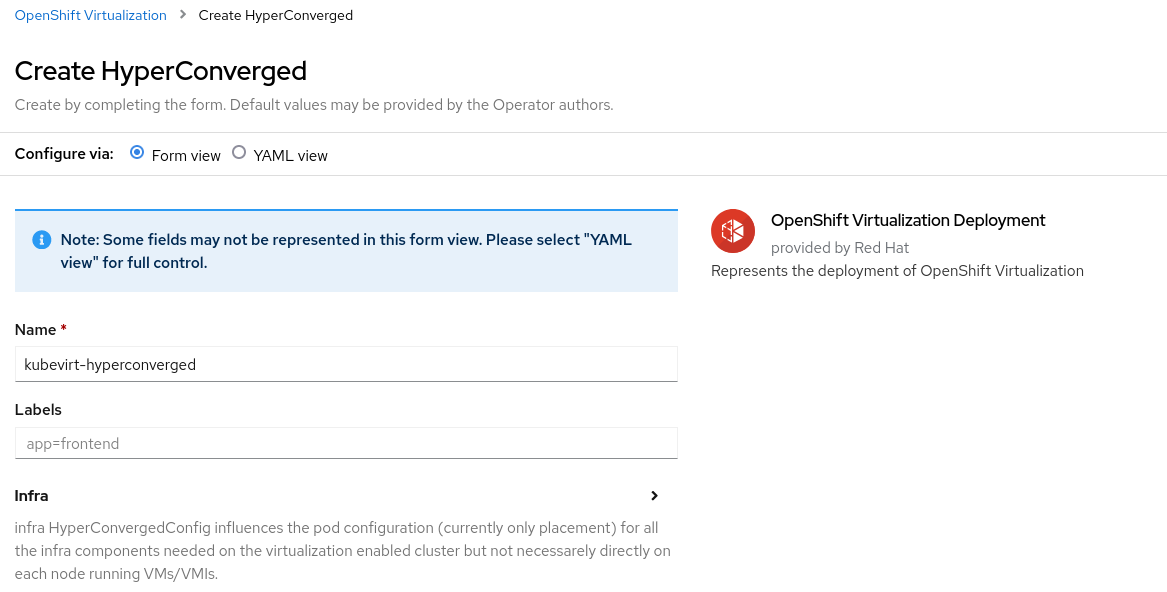 OpenShift Virtualization > Create HyperConverged
Create HyperConverged
Create by completing the form. Default values may be provided by the Operator authors.
Configure via: Form view YAML view
Note: Some fields may not be represented in this form view. Please select "YAML
view" for full control.
OpenShift Virtualization Deployment
provided by Red Hat
Represents the deployment of OpenShift Virtualization
Name *
kubevirt-hyperconverged
Labels
app=frontend
Infra
infra HyperConvergedConfig influences the pod configuration (currently only placement) for all
the infra components needed on the virtualization enabled cluster but not necessarely directly on
each node running VMs/VMIs.